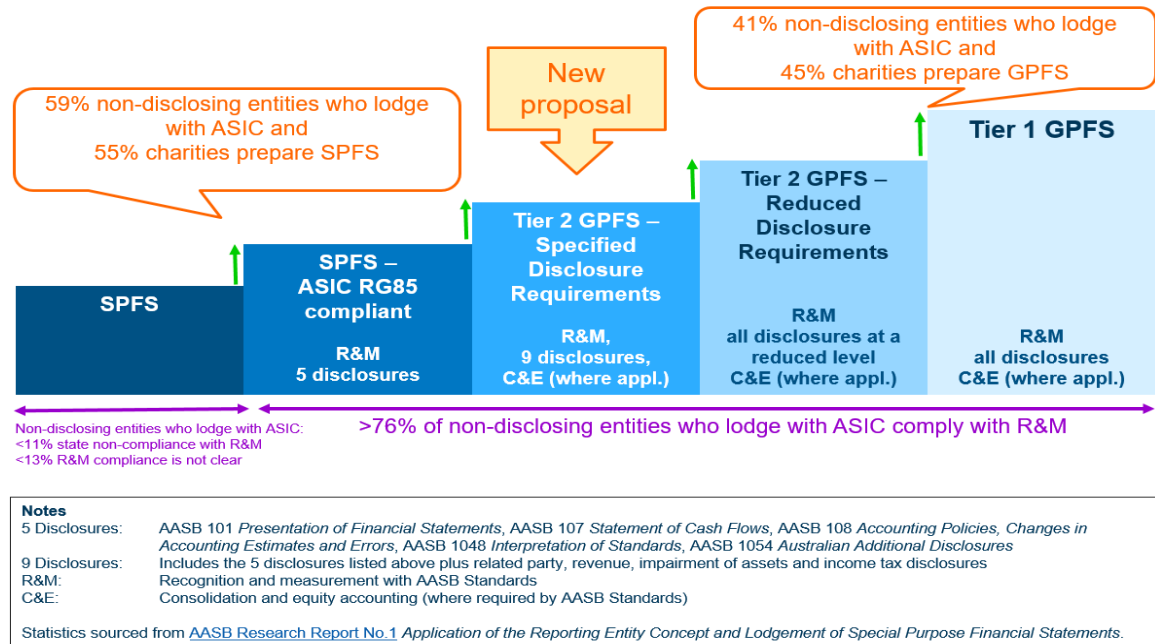 59% non-disclosing entities who lodge
with ASIC and
55% charities prepare SPFS
New
proposal
41% non-disclosing entities who lodge
with ASIC and
45% charities prepare GPFS
SPFS
SPFS –
ASIC RG85
compliant
R&M
5 disclosures
Tier 2 GPFS –
Specified
Disclosure
Requirements
R&M,
9 disclosures,
C&E (where appl.)
Tier 2 GPFS –
Reduced
Disclosure
Requirements
R&M
all disclosures at a
reduced level
C&E (where appl.)
Tier 1 GPFS
R&M
all disclosures
C&E (where appl.)
Non-disclosing entities who lodge with ASIC:
<11% state non-compliance with R&M
<13% R&M compliance is not clear
>76% of non-disclosing entities who lodge with ASIC comply with R&M
Notes
5 Disclosures: AASB 101 Presentation of Financial Statements, AASB 107 Statement of Cash Flows, AASB 108 Accounting Policies, Changes in
Accounting Estimates and Errors, AASB 1048 Interpretation of Standards, AASB 1054 Australian Additional Disclosures
9 Disclosures: Includes the 5 disclosures listed above plus related party, revenue, impairment of assets and income tax disclosures
R&M: Recognition and measurement with AASB Standards
C&E: Consolidation and equity accounting (where required by AASB Standards)
Statistics sourced from AASB Research Report No.1 Application of the Reporting Entity Concept and Lodgement of Special Purpose Financial Statements.